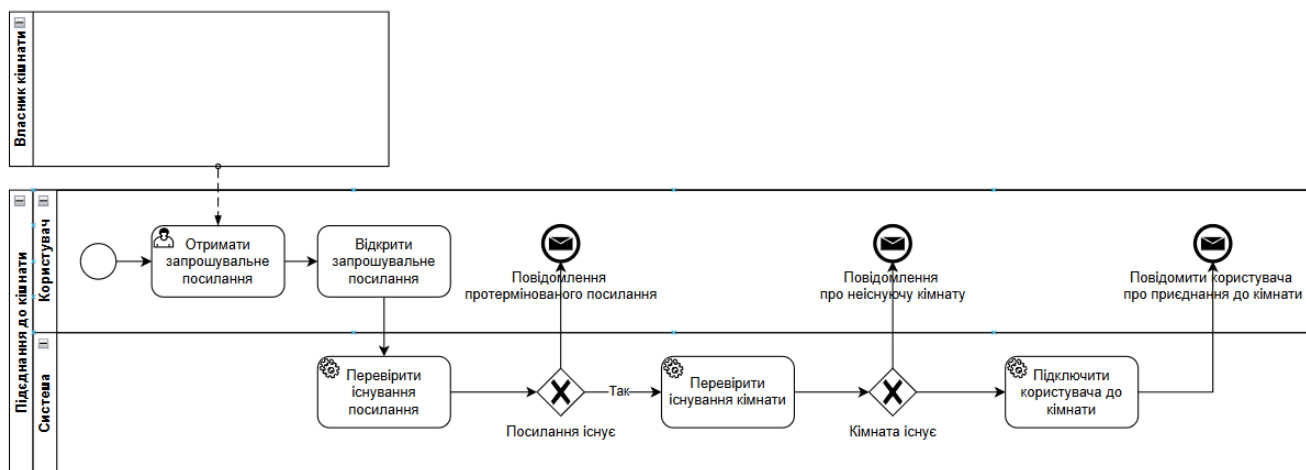 Власник кімнати
Підєднання до кімнати
Користувач
Отримати
запрошувальне
посилання
Відкрити
запрошувальне
посилання
Повідомлення
протермінованого посилання
Повідомлення
про неіснуючу кімнату
Повідомити користувача
про приєднання до кімнати
Система
Перевірити
існування
посилання
Так
Посилання існує
Перевірити
існування кімнати
Кімната існує
Підключити
користувача до
кімнати